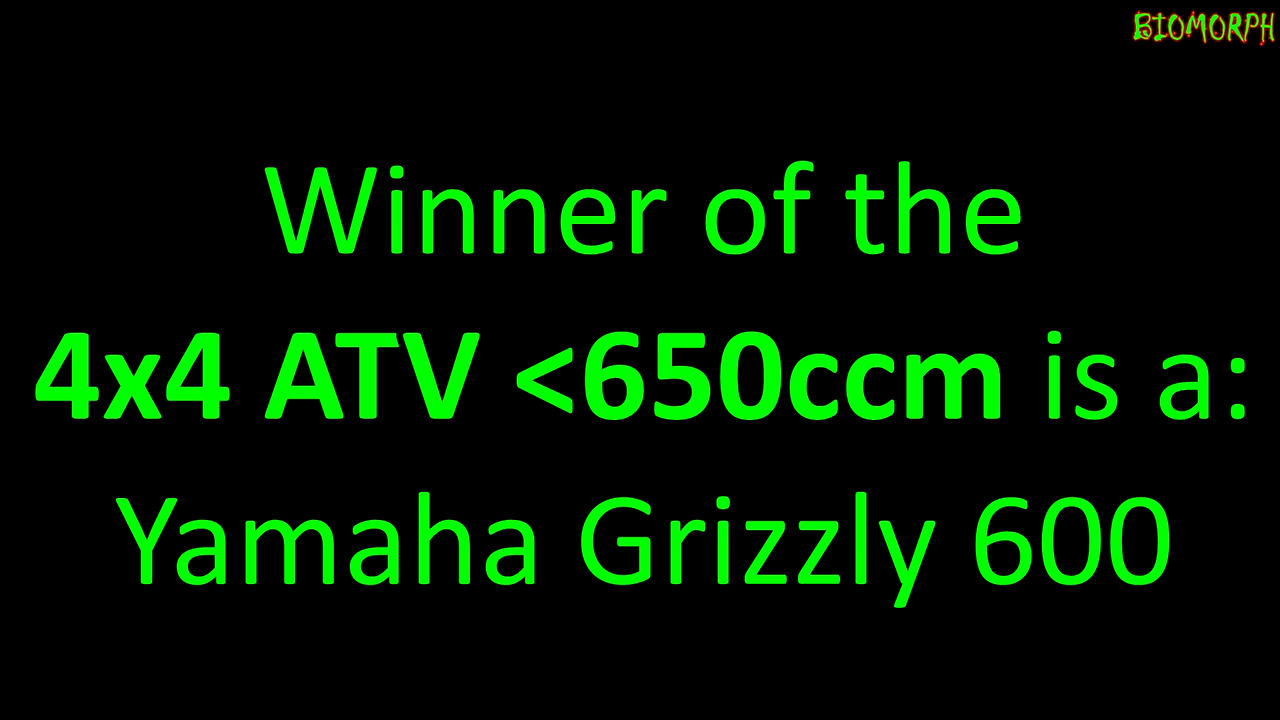 BIOMORPH
Winner of the
4x4 ATV <650ccm is a:
Yamaha Grizzly 600